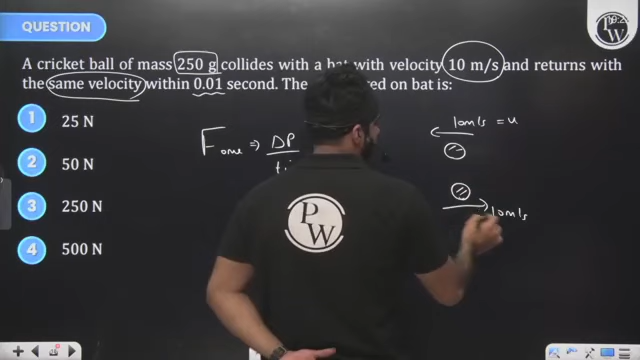 QUESTION
A cricket ball of mass 250 g collides with a bat with velocity 10 m/s and returns with
the same velocity within 0.01 second. The on bat is:
1 25 N
2 50 N
3 250 N
4 500 N
Force ⇒ ΔP
10m/s = u
10m/s
PW
PW